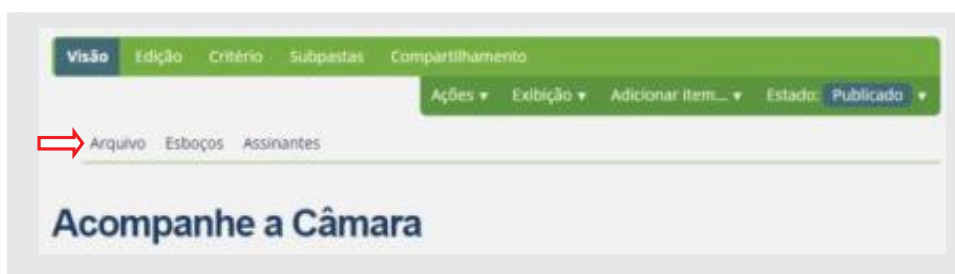 Visão Edição Critério Subpastas Compartilhamento
Ações ▾ Exibição ▾ Adicionar item... ▾ Estado: Publicado ▾
Arquivo Esboços Assinantes
Acompanhe a Câmara